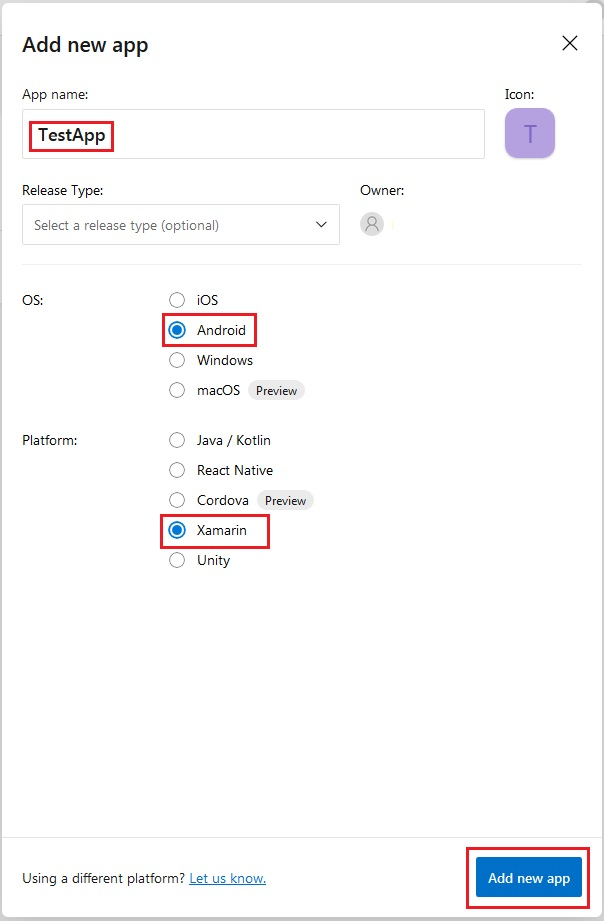 Add new app
App name:
Icon:
TestApp
T
Release Type:
Owner:
Select a release type (optional)
OS:
iOS
Android
Windows
macOS Preview
Platform:
Java / Kotlin
React Native
Cordova Preview
Xamarin
Unity
Using a different platform? Let us know.
Add new app